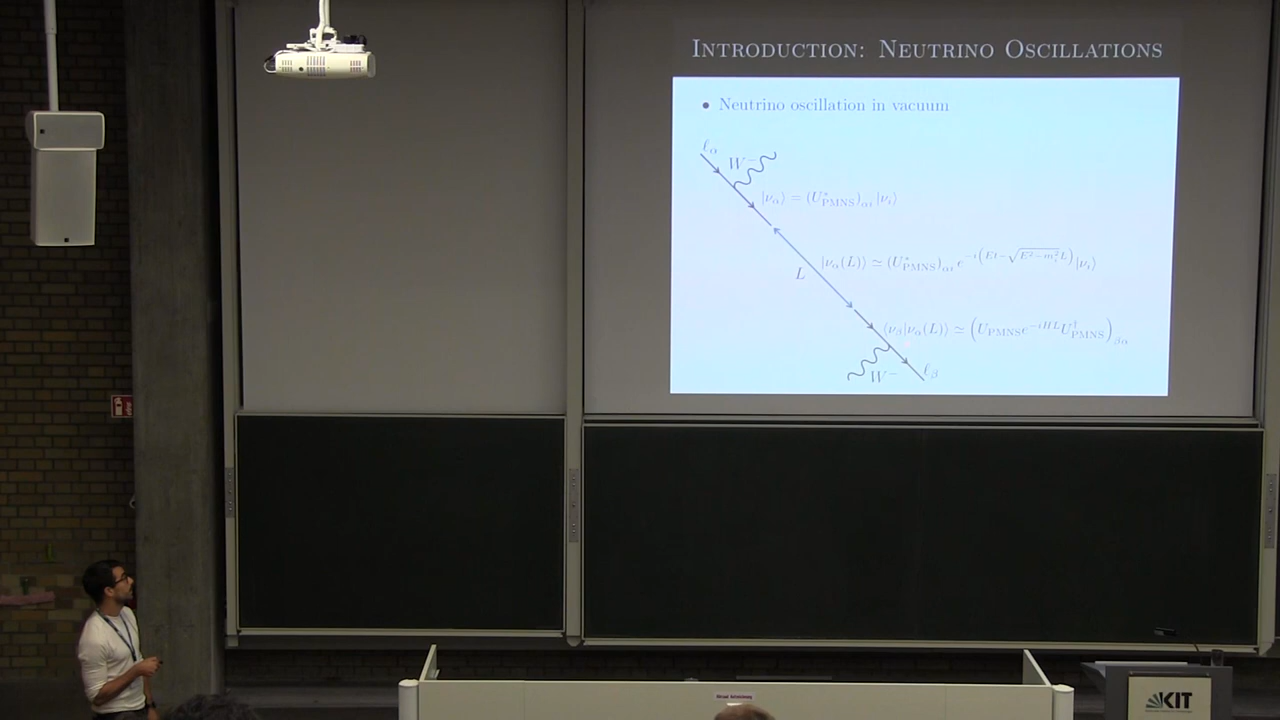 INTRODUCTION: NEUTRINO OSCILLATIONS
• Neutrino oscillation in vacuum
ℓ_α
W⁻
|ν_α⟩ = (U*_PMNS)_αi |ν_i⟩
|ν_α(L)⟩ ≃ (U*_PMNS)_αi e^{-i(Et-√(E²-m_i²)L)} |ν_i⟩
L
⟨ν_β|ν_α(L)⟩ ≃ (U_PMNS e^{-iHL} U†_PMNS)_βα
W⁻
ℓ_β
KIT